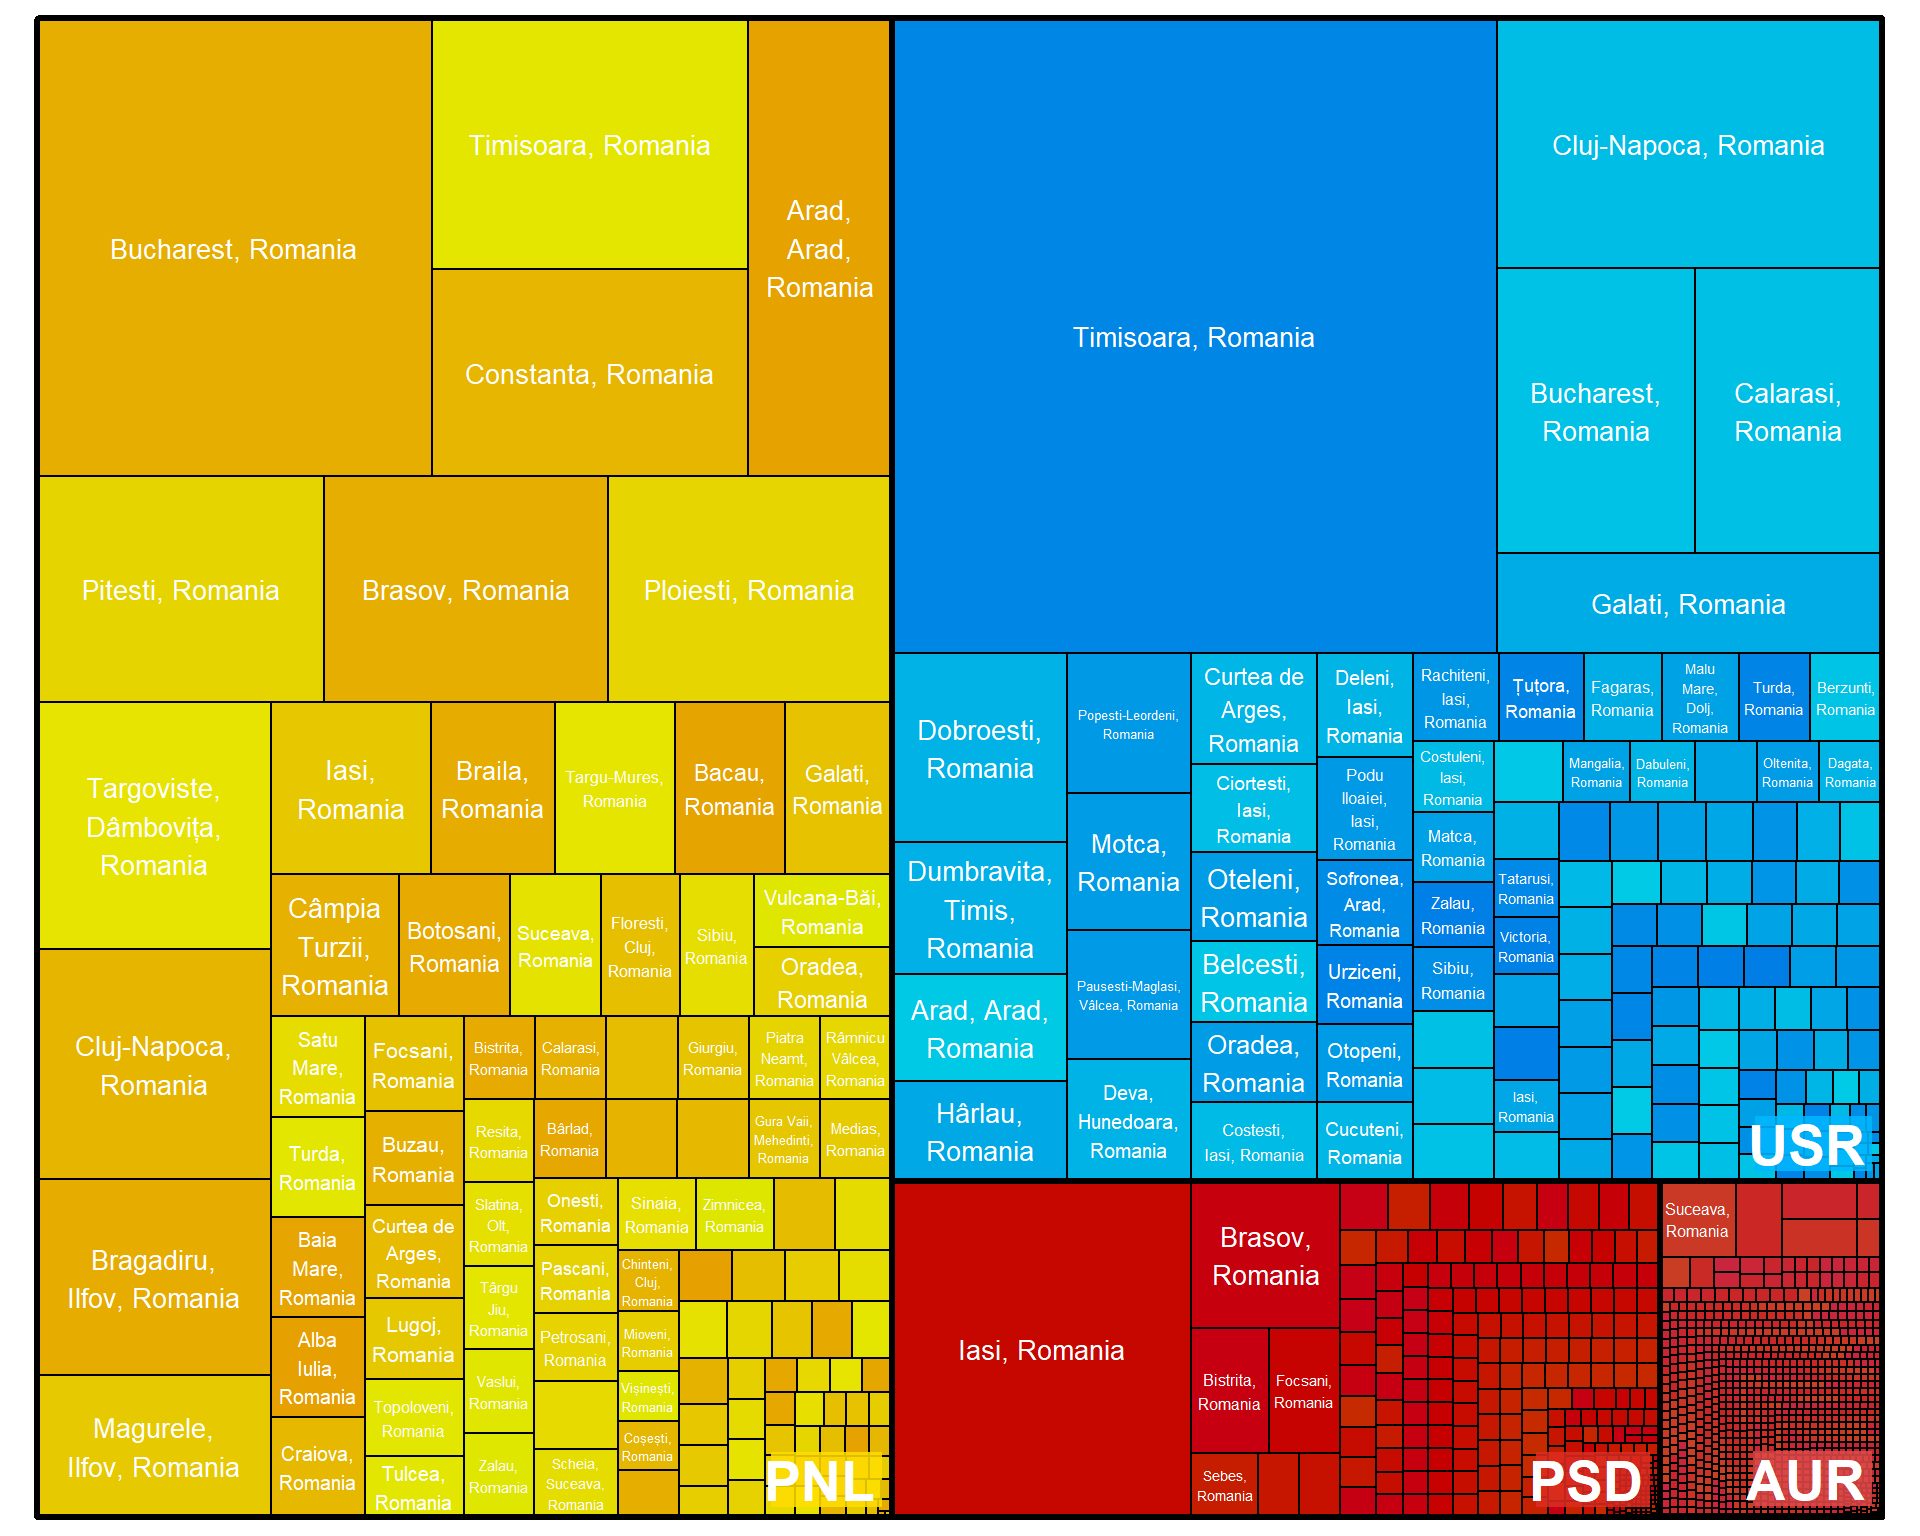 Bucharest, Romania
Timisoara, Romania
Constanta, Romania
Arad,
Arad,
Romania
Pitesti, Romania
Brasov, Romania
Ploiesti, Romania
Targoviste,
Dâmbovița,
Romania
Cluj-Napoca,
Romania
Bragadiru,
Ilfov, Romania
Magurele,
Ilfov, Romania
Iasi,
Romania
Braila,
Romania
Targu-Mures,
Romania
Bacau,
Romania
Galati,
Romania
Câmpia
Turzii,
Romania
Botosani,
Romania
Suceava,
Romania
Floresti,
Cluj,
Romania
Sibiu,
Romania
Vulcana-Băi,
Romania
Oradea,
Romania
Satu
Mare,
Romania
Turda,
Romania
Baia
Mare,
Romania
Alba
Iulia,
Romania
Craiova,
Romania
Focsani,
Romania
Buzau,
Romania
Curtea de
Arges,
Romania
Lugoj,
Romania
Topoloveni,
Romania
Tulcea,
Romania
Bistrita,
Romania
Calarasi,
Romania
Giurgiu,
Romania
Piatra
Neamt,
Romania
Râmnicu
Vâlcea,
Romania
Resita,
Romania
Bârlad,
Romania
Gura Vaii,
Mehedinti,
Romania
Medias,
Romania
Slatina,
Olt,
Romania
Târgu
Jiu,
Romania
Vaslui,
Romania
Zalau,
Romania
Onesti,
Romania
Pascani,
Romania
Petrosani,
Romania
Scheia,
Suceava,
Romania
Sinaia,
Romania
Zimnicea,
Romania
Chinteni,
Cluj,
Romania
Mioveni,
Romania
Vișinești,
Romania
Coșești,
Romania
PNL
Timisoara, Romania
Cluj-Napoca, Romania
Bucharest,
Romania
Calarasi,
Romania
Galati, Romania
Dobroesti,
Romania
Dumbravita,
Timis,
Romania
Arad, Arad,
Romania
Hârlau,
Romania
Popesti-Leordeni,
Romania
Motca,
Romania
Pausesti-Maglasi,
Vâlcea, Romania
Deva,
Hunedoara,
Romania
Curtea de
Arges,
Romania
Ciortesti,
Iasi,
Romania
Oteleni,
Romania
Belcesti,
Romania
Oradea,
Romania
Costesti,
Iasi, Romania
Deleni,
Iasi,
Romania
Podu
Iloaiei,
Iasi,
Romania
Sofronea,
Arad,
Romania
Urziceni,
Romania
Otopeni,
Romania
Cucuteni,
Romania
Rachiteni,
Iasi,
Romania
Costuleni,
Iasi,
Romania
Matca,
Romania
Zalau,
Romania
Sibiu,
Romania
Țuțora,
Romania
Fagaras,
Romania
Malu
Mare,
Dolj,
Romania
Turda,
Romania
Berzunti,
Romania
Mangalia,
Romania
Dabuleni,
Romania
Oltenita,
Romania
Dagata,
Romania
Tatarusi,
Romania
Victoria,
Romania
Iasi,
Romania
USR
Iasi, Romania
Brasov,
Romania
Bistrita,
Romania
Focsani,
Romania
Sebes,
Romania
PSD
Suceava,
Romania
AUR